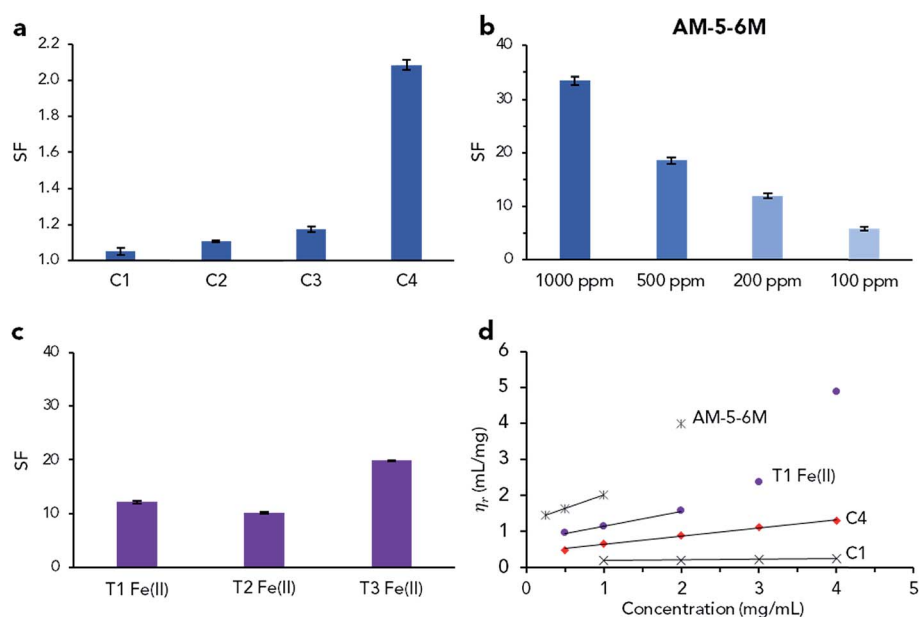 a
2.2
2.0
1.8
1.6
1.4
1.2
1.0
SF
C1 C2 C3 C4
b
AM-5-6M
40
30
20
10
0
SF
1000 ppm 500 ppm 200 ppm 100 ppm
c
40
30
20
10
0
SF
T1 Fe(II) T2 Fe(II) T3 Fe(II)
d
6
5
4
3
2
1
0
ηr (mL/mg)
AM-5-6M
T1 Fe(II)
C4
C1
0 1 2 3 4 5
Concentration (mg/mL)